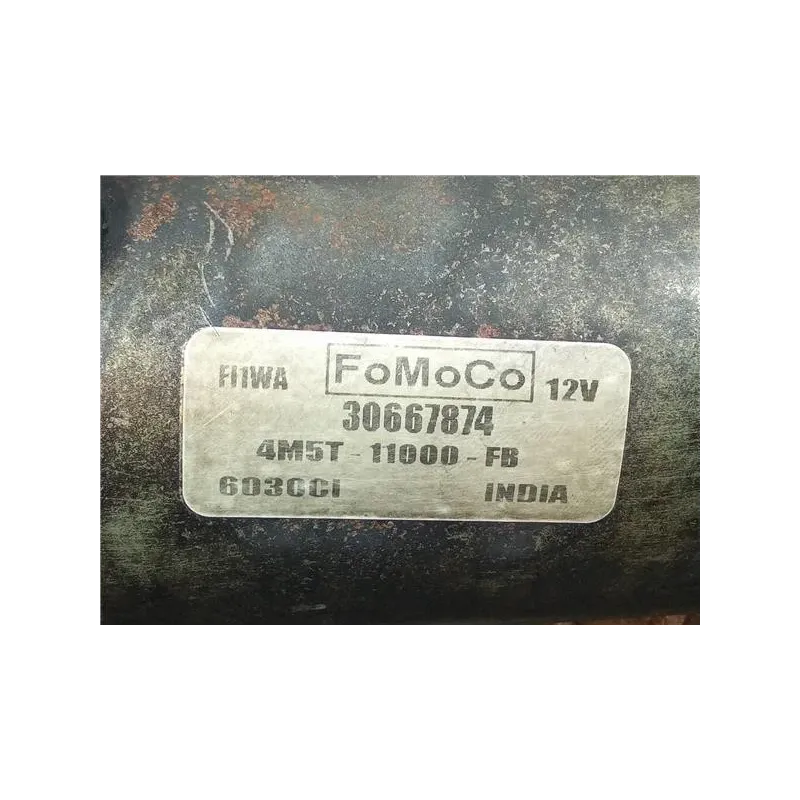 FI1WA FoMoCo 12V
30667874
4M5T - 11000 - FB
603CCI INDIA